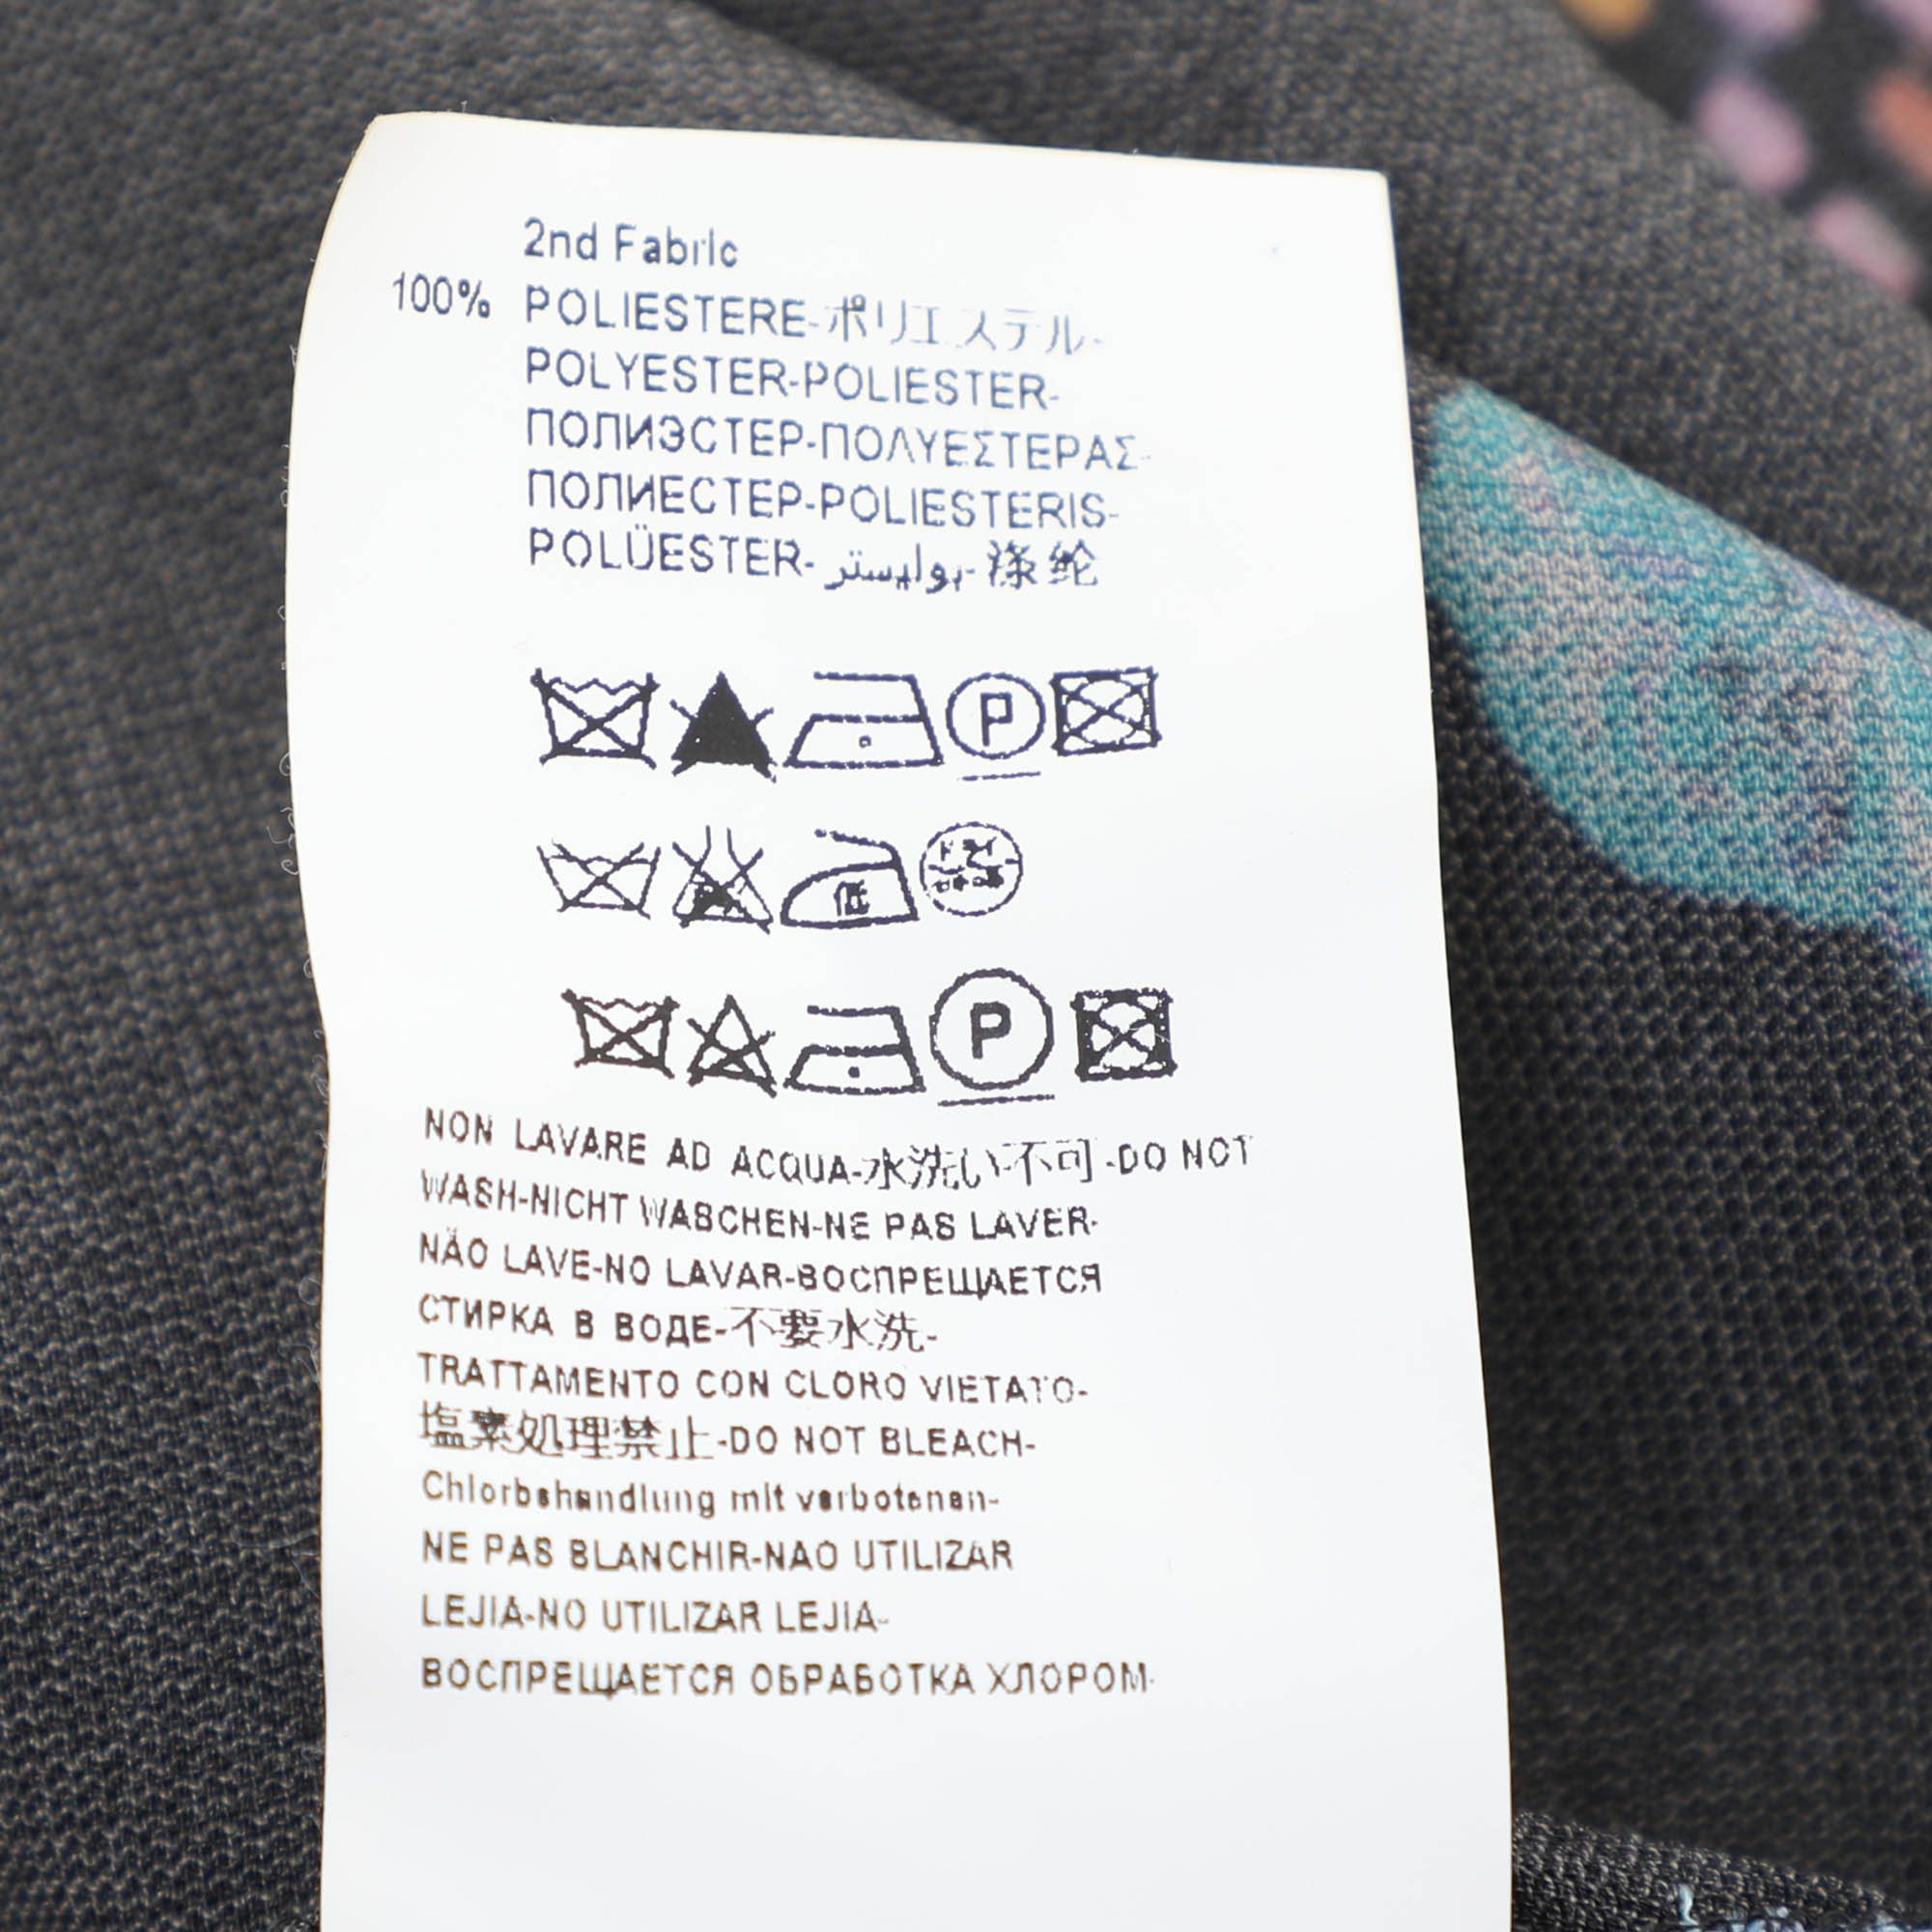 2nd Fabric
100% POLIESTERE-ポリエステル-
POLYESTER-POLIESTER-
ПОЛИЭСТЕР-ΠΟΛΥΕΣΤΕΡΑΣ-
ПОЛИЕСТЕР-POLIESTERIS-
POLÜESTER-بوليستر-涤纶
P
低
ドライ
P
NON LAVARE AD ACQUA-水洗い不可-DO NOT
WASH-NICHT WASCHEN-NE PAS LAVER-
NÃO LAVE-NO LAVAR-ВОСПРЕЩАЕТСЯ
СТИРКА В ВОДЕ-不要水洗-
TRATTAMENTO CON CLORO VIETATO-
塩素処理禁止-DO NOT BLEACH-
Chlorbehandlung mit verbotenen-
NE PAS BLANCHIR-NAO UTILIZAR
LEJIA-NO UTILIZAR LEJIA-
ВОСПРЕЩАЕТСЯ ОБРАБОТКА ХЛОРОМ-